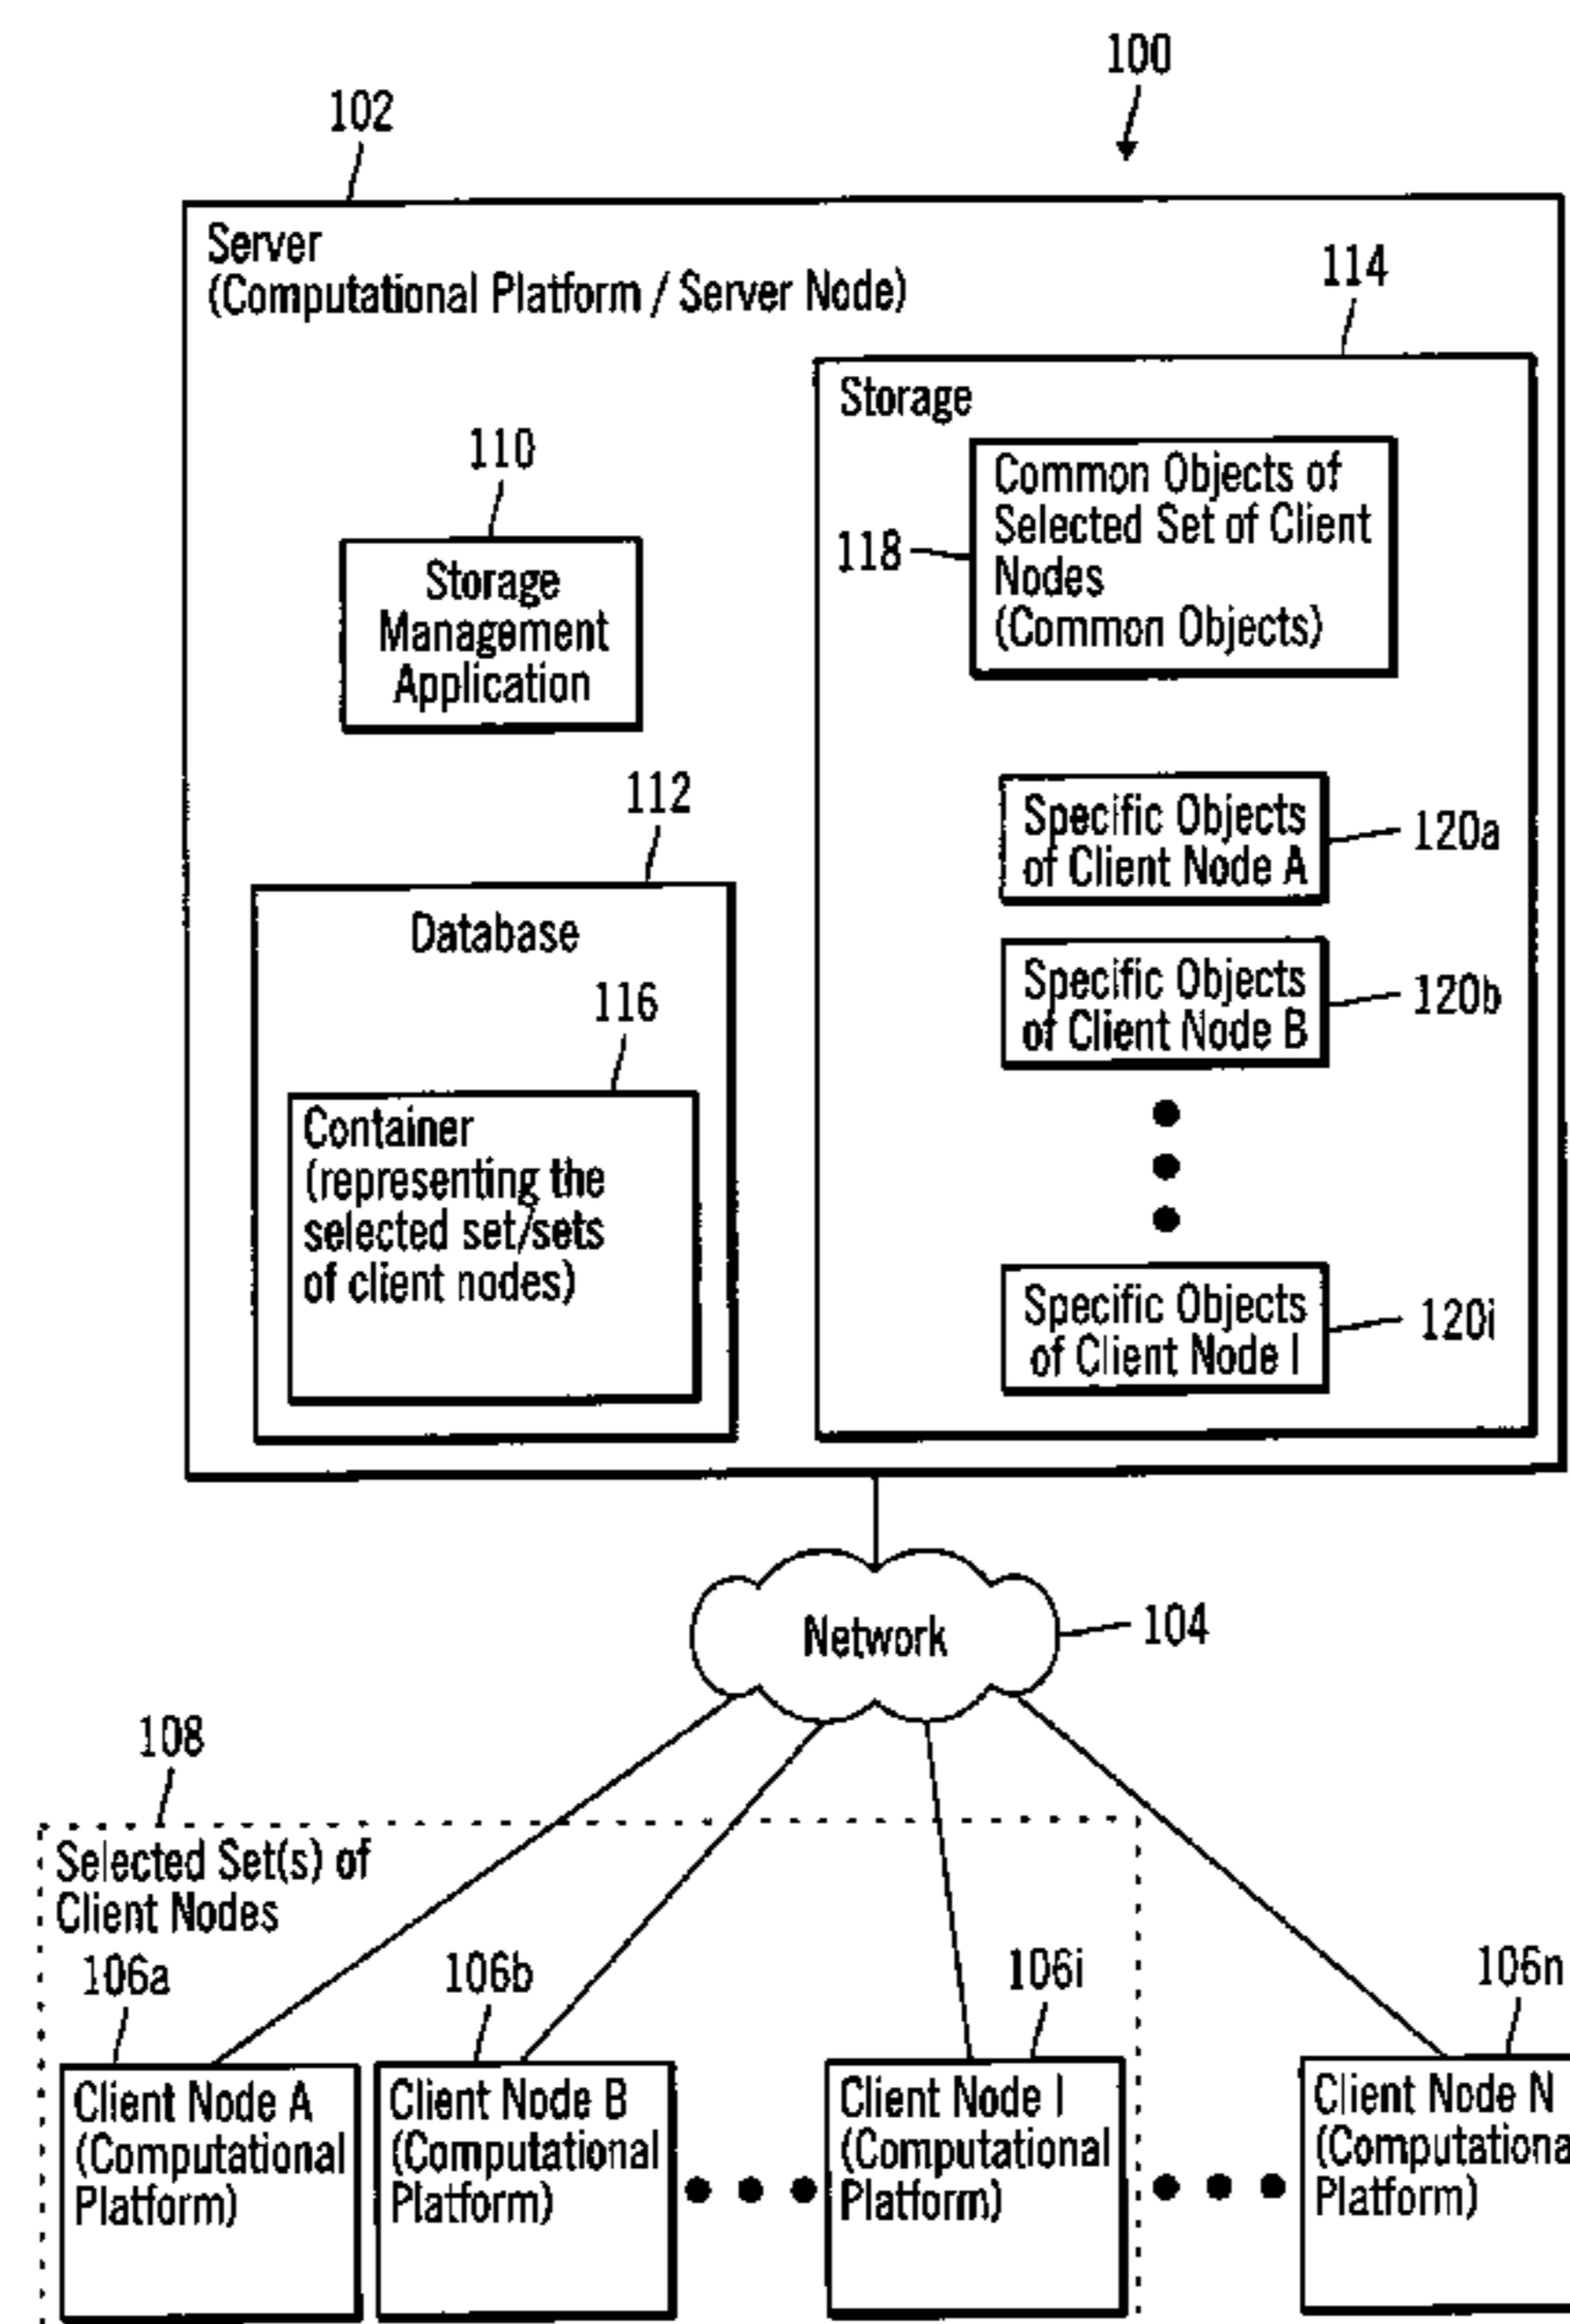 100
102
Server
(Computational Platform / Server Node)
114
Storage
110
Storage
Management
Application
118
Common Objects of
Selected Set of Client
Nodes
(Common Objects)
112
Database
116
Container
(representing the
selected set/sets
of client nodes)
Specific Objects
of Client Node A
120a
Specific Objects
of Client Node B
120b
Specific Objects
of Client Node I
120i
Network
104
108
Selected Set(s) of
Client Nodes
106a
106b
106i
106n
Client Node A
(Computational
Platform)
Client Node B
(Computational
Platform)
Client Node I
(Computational
Platform)
Client Node N
(Computationa
Platform)